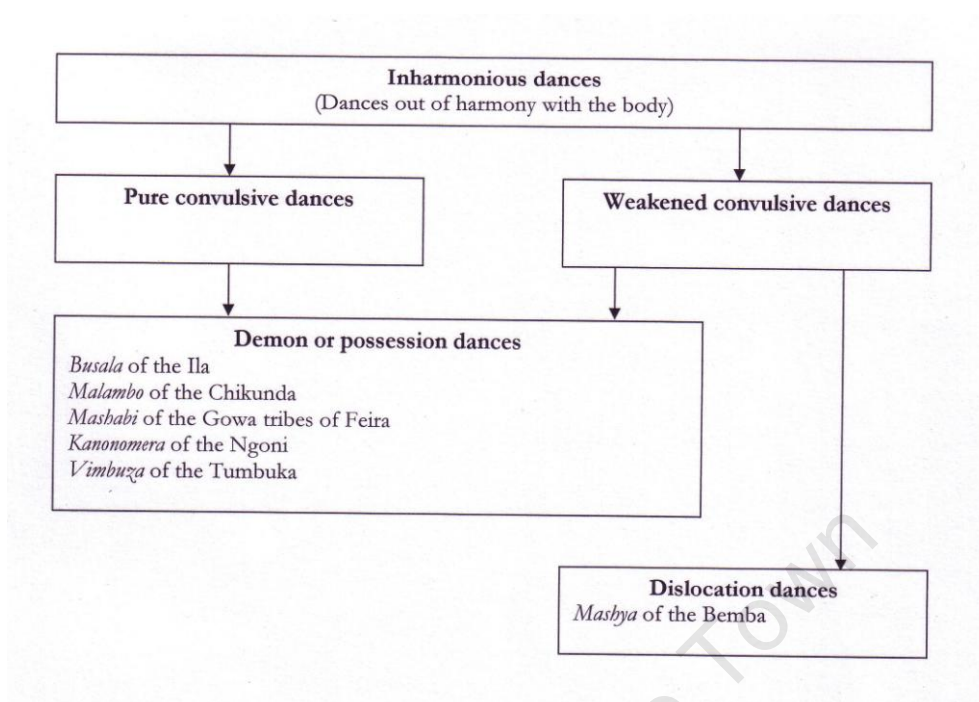 Inharmonious dances
(Dances out of harmony with the body)
Pure convulsive dances
Weakened convulsive dances
Demon or possession dances
Busala of the Ila
Malambo of the Chikunda
Mashabi of the Gowa tribes of Feira
Kanonomera of the Ngoni
Vimbuza of the Tumbuka
Dislocation dances
Mashya of the Bemba
Town